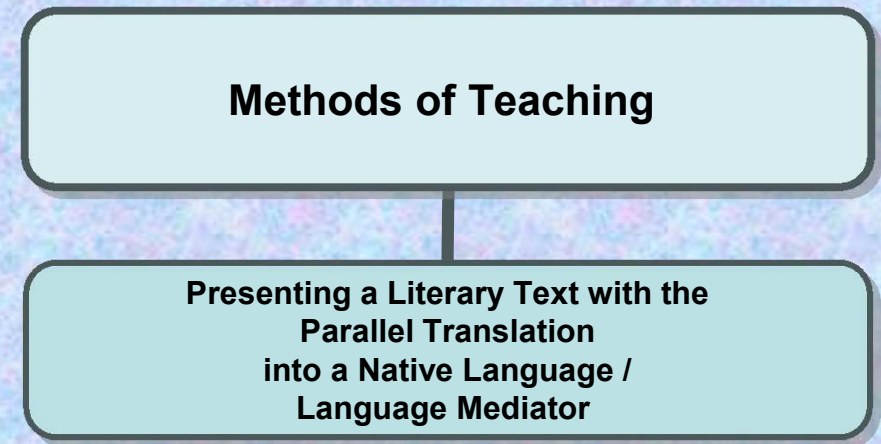 Methods of Teaching
Presenting a Literary Text with the
Parallel Translation
into a Native Language /
Language Mediator